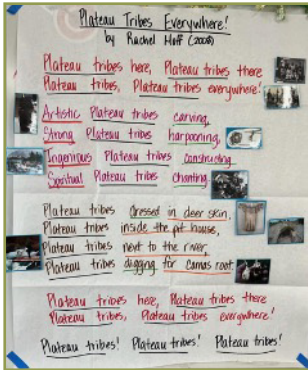 Plateau Tribes Everywhere!
by Rachel Hoff (2008)
Plateau tribes here, Plateau tribes there
Plateau tribes, Plateau tribes everywhere!
Artistic Plateau tribes carving,
Strong Plateau tribes harpooning,
Ingenious Plateau tribes constructing
Spiritual Plateau tribes chanting.
Plateau tribes dressed in deer skin,
Plateau tribes inside the pit house,
Plateau tribes next to the river,
Plateau tribes digging for camas root.
Plateau tribes here, Plateau tribes there
Plateau tribes, Plateau tribes everywhere!
Plateau tribes! Plateau tribes! Plateau tribes!